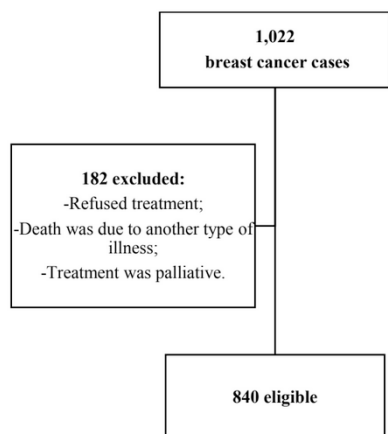 1,022
breast cancer cases
182 excluded:
-Refused treatment;
-Death was due to another type of
illness;
-Treatment was palliative.
840 eligible